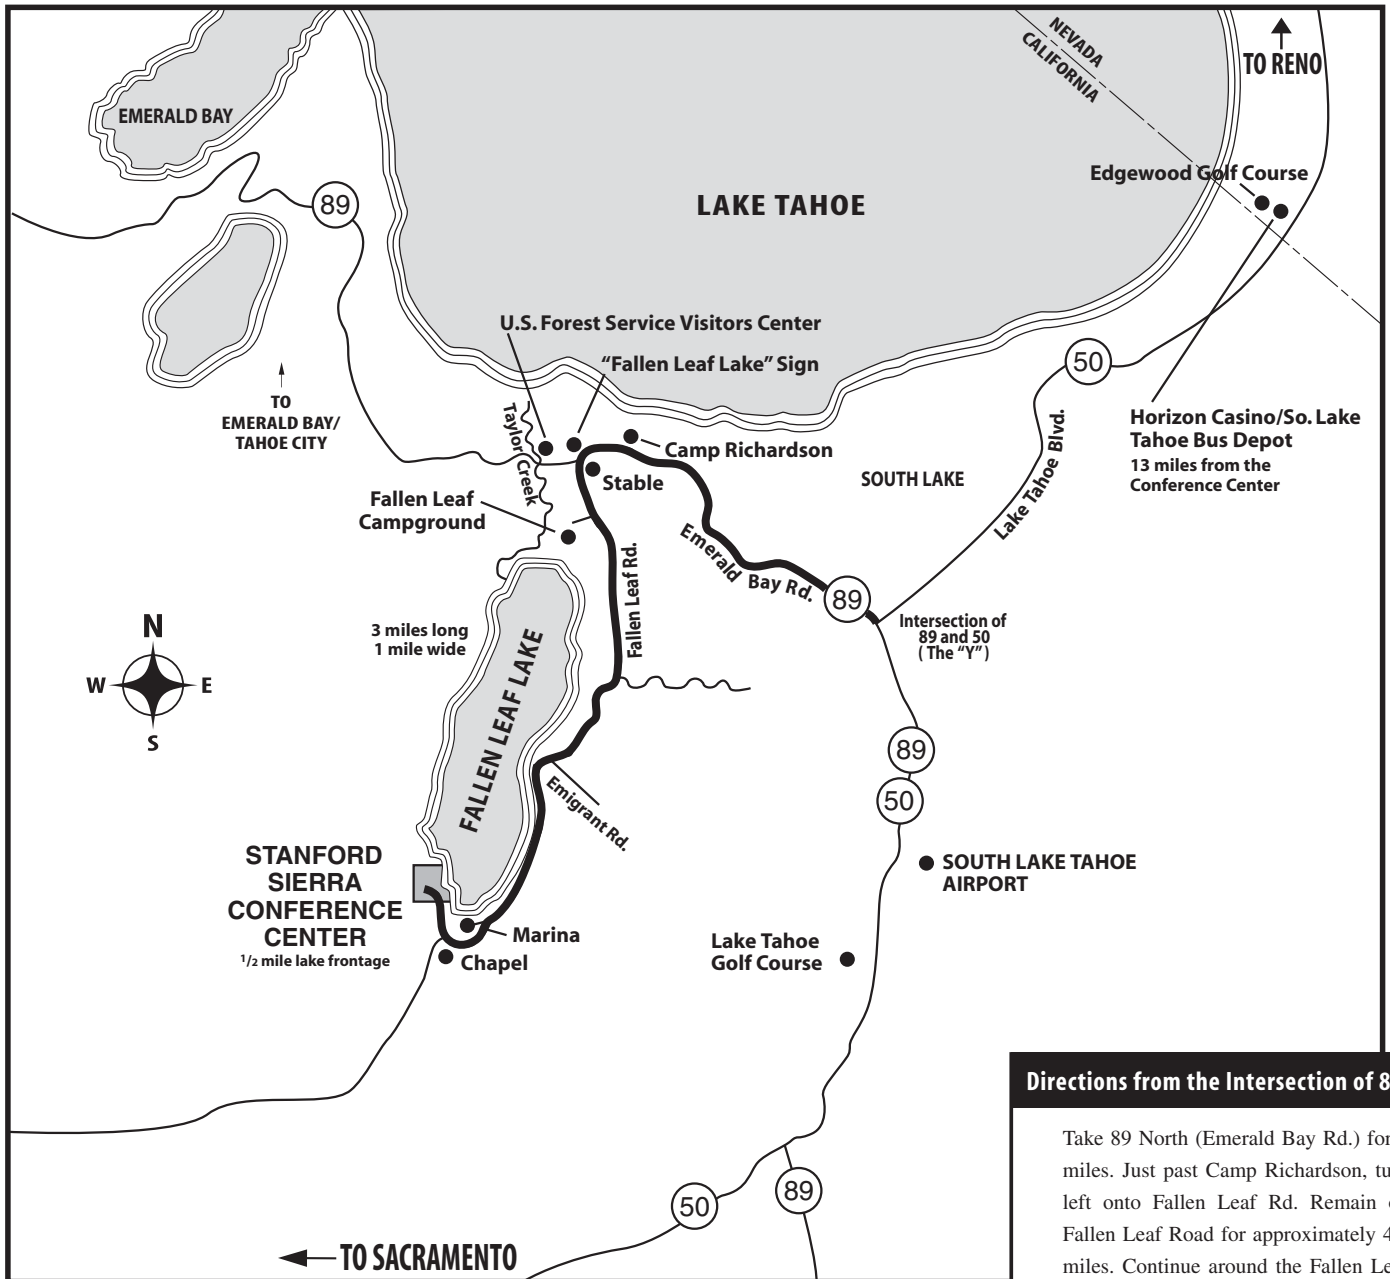 NEVADA
CALIFORNIA
TO RENO
EMERALD BAY
Edgewood Golf Course
89
LAKE TAHOE
U.S. Forest Service Visitors Center
“Fallen Leaf Lake” Sign
50
TO
EMERALD BAY/
TAHOE CITY
Taylor Creek
Camp Richardson
Stable
SOUTH LAKE
Lake Tahoe Blvd.
Horizon Casino/So. Lake
Tahoe Bus Depot
13 miles from the
Conference Center
Fallen Leaf
Campground
Fallen Leaf Rd.
Emerald Bay Rd.
89
Intersection of
89 and 50
( The “Y”)
3 miles long
1 mile wide
N
W
E
S
FALLEN LEAF LAKE
89
50
Emigrant Rd.
STANFORD
SIERRA
CONFERENCE
CENTER
1/2 mile lake frontage
SOUTH LAKE TAHOE
AIRPORT
Marina
Chapel
Lake Tahoe
Golf Course
50
89
TO SACRAMENTO
Directions from the Intersection of
Take 89 North (Emerald Bay Rd.) for
miles. Just past Camp Richardson,
left onto Fallen Leaf Rd. Remain
Fallen Leaf Road for approximately
miles. Continue around the Fallen